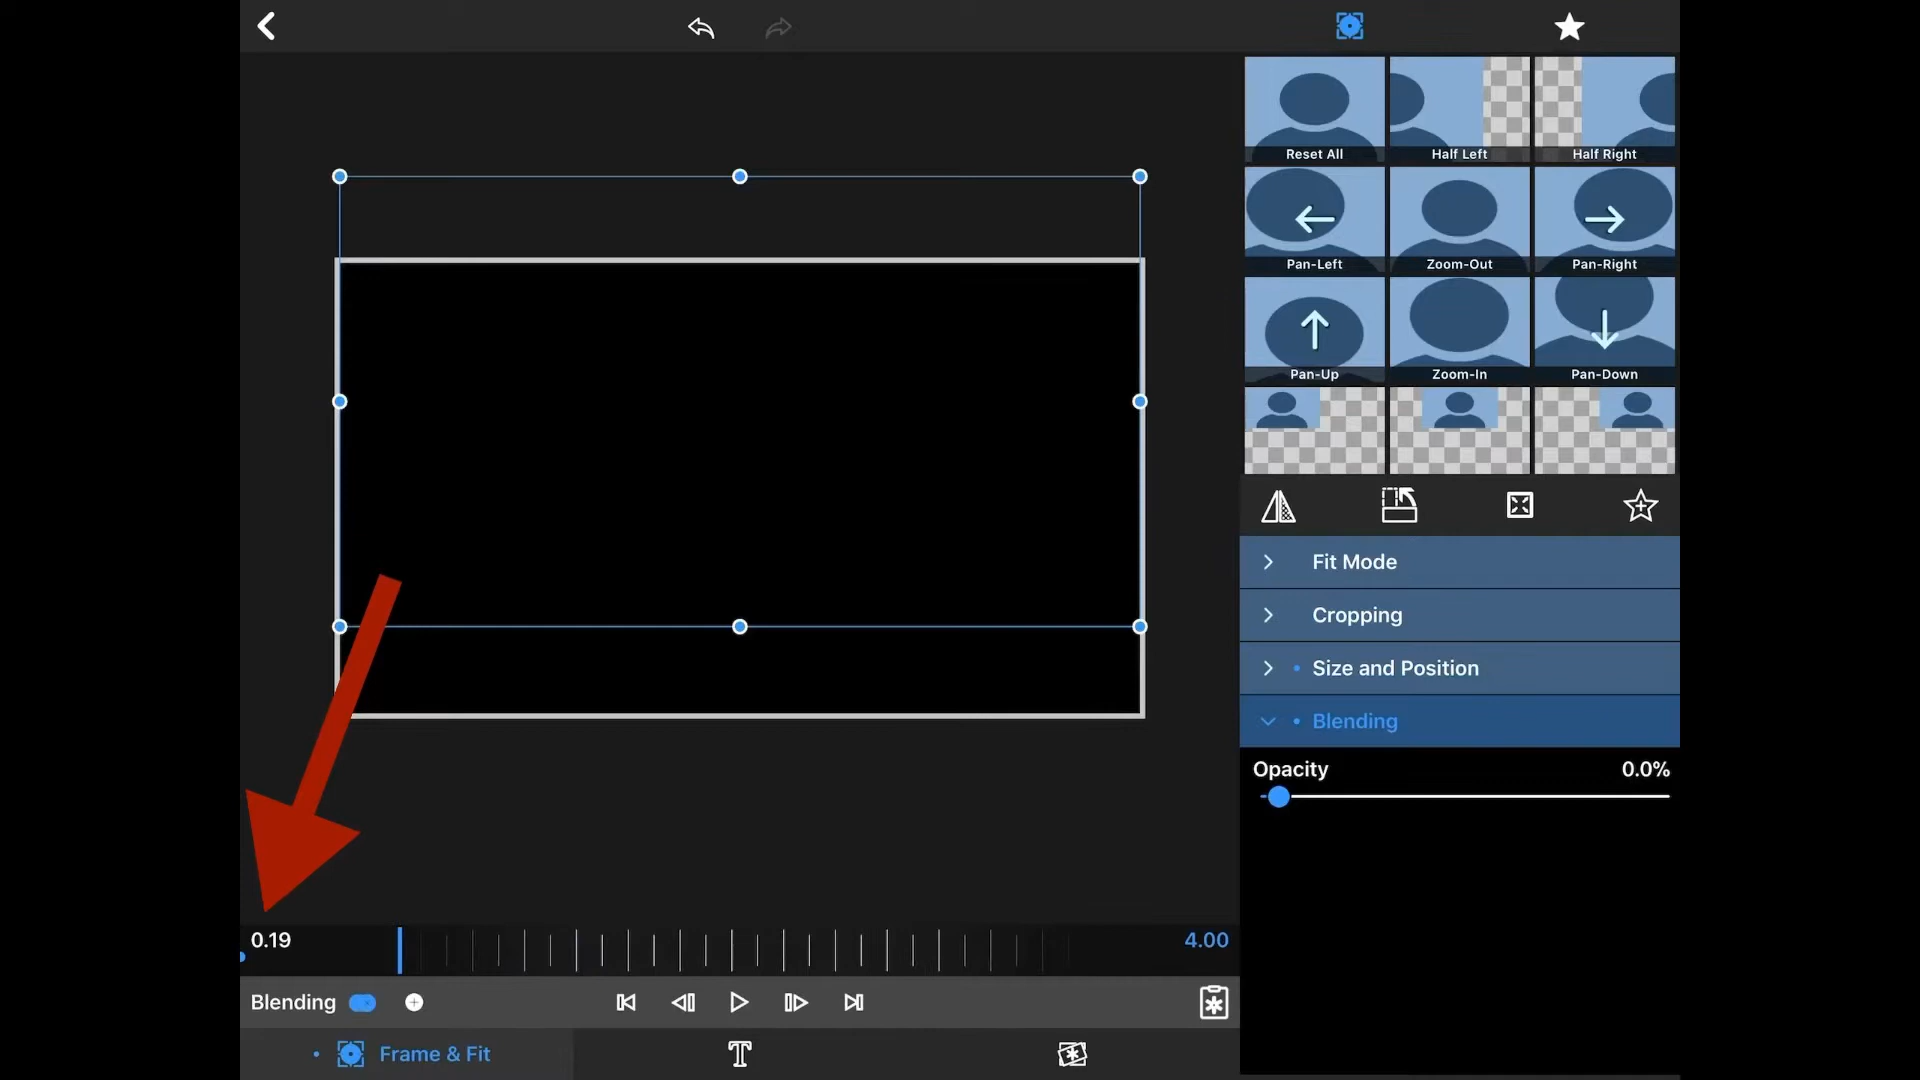 Reset All
Half Left
Half Right
Pan-Left
Zoom-Out
Pan-Right
Pan-Up
Zoom-In
Pan-Down
Fit Mode
Cropping
Size and Position
Blending
Opacity 0.0%
0.19
4.00
Blending
Frame & Fit
T